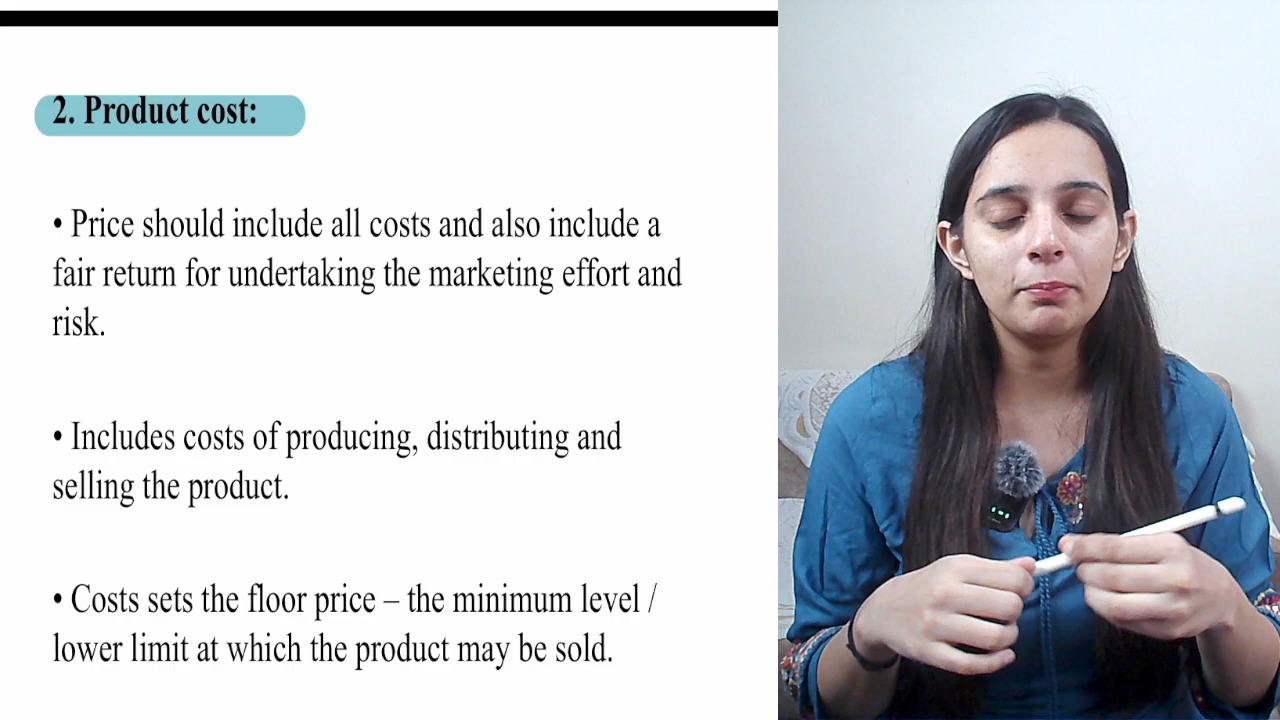 2. Product cost:
• Price should include all costs and also include a
fair return for undertaking the marketing effort and
risk.
• Includes costs of producing, distributing and
selling the product.
• Costs sets the floor price – the minimum level /
lower limit at which the product may be sold.